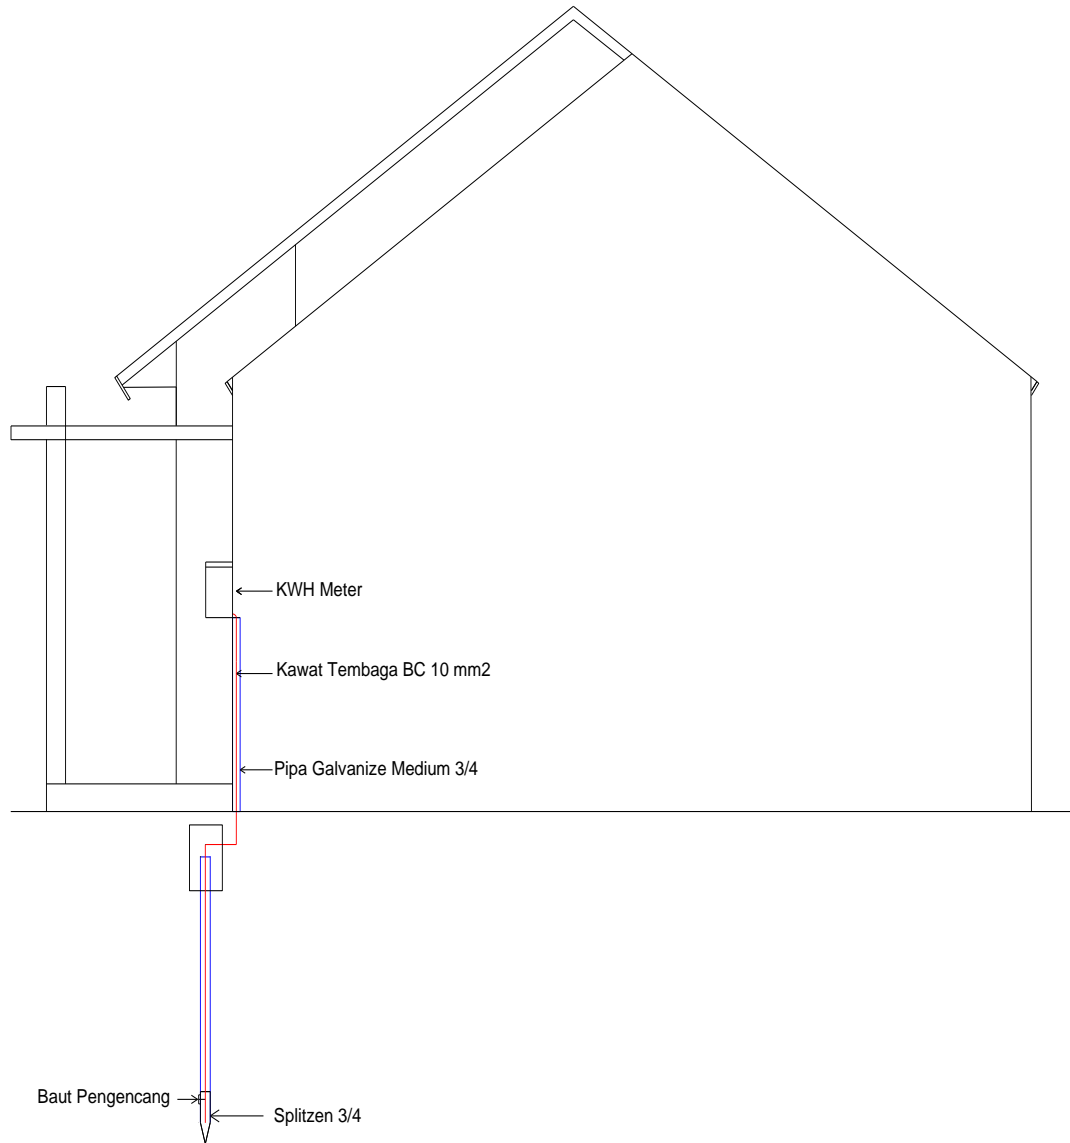 KWH Meter
Kawat Tembaga BC 10 mm2
Pipa Galvanize Medium 3/4
Baut Pengencang
Splitzen 3/4